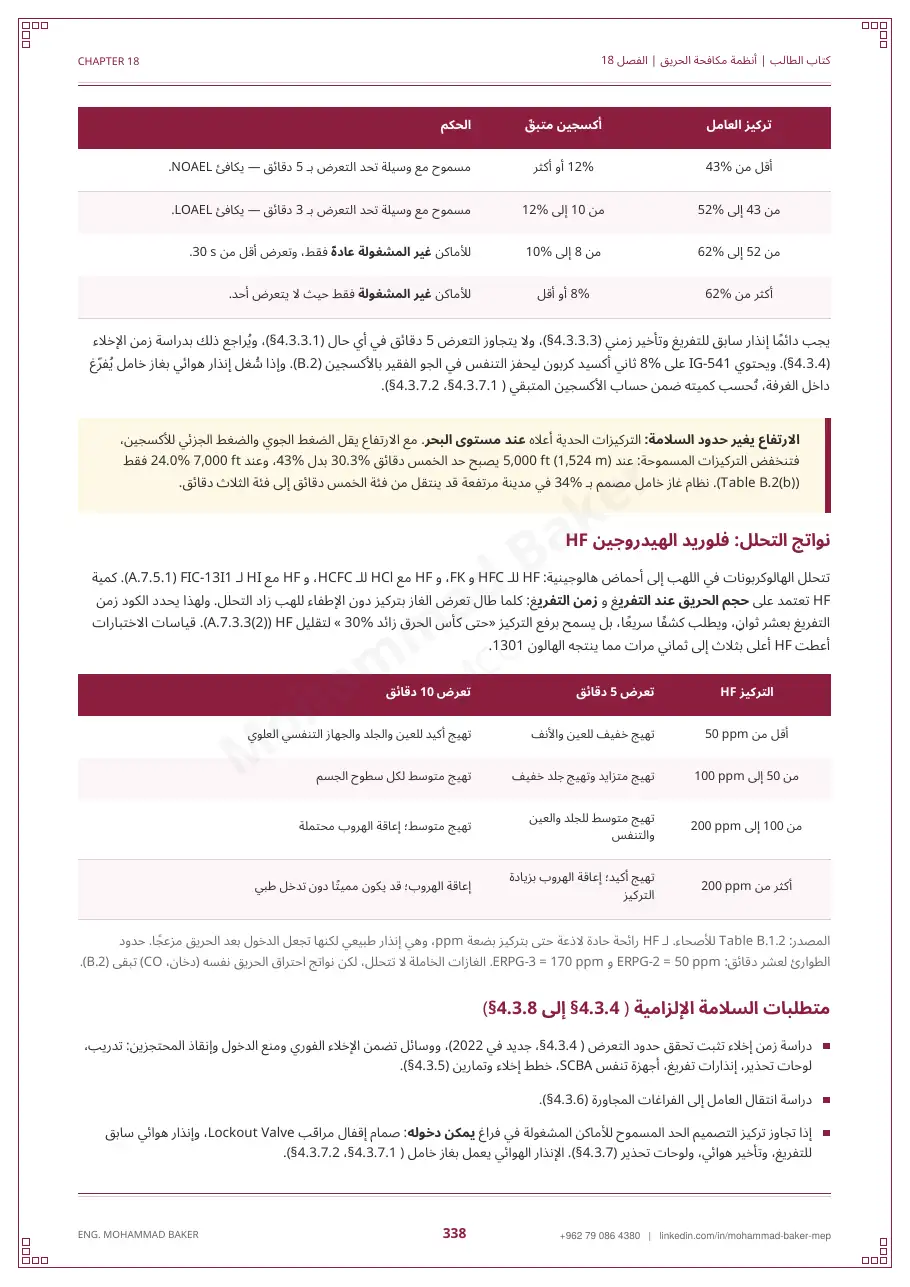 كتاب الطالب | أنظمة مكافحة الحريق | الفصل 18
CHAPTER 18
تركيز العامل	أكسجين متبقٍّ	الحكم
أقل من 43%	12% أو أكثر	مسموح مع وسيلة تحد التعرض بـ 5 دقائق — يكافئ NOAEL.
من 43 إلى 52%	من 10 إلى 12%	مسموح مع وسيلة تحد التعرض بـ 3 دقائق — يكافئ LOAEL.
من 52 إلى 62%	من 8 إلى 10%	للأماكن غير المشغولة عادةً فقط، وتعرض أقل من 30 s.
أكثر من 62%	8% أو أقل	للأماكن غير المشغولة فقط حيث لا يتعرض أحد.
يجب دائمًا إنذار سابق للتفريغ وتأخير زمني (§4.3.3.3)، ولا يتجاوز التعرض 5 دقائق في أي حال (§4.3.3.1)، ويُراجع ذلك بدراسة زمن الإخلاء
(§4.3.4). ويحتوي IG-541 على 8% ثاني أكسيد كربون ليحفز التنفس في الجو الفقير بالأكسجين (B.2). وإذا شُغل إنذار هوائي بغاز خامل يُفرّغ
داخل الغرفة، تُحسب كميته ضمن حساب الأكسجين المتبقي ( §4.3.7.1، §4.3.7.2).
الارتفاع يغير حدود السلامة: التركيزات الحدية أعلاه عند مستوى البحر. مع الارتفاع يقل الضغط الجوي والضغط الجزئي للأكسجين،
فتنخفض التركيزات المسموحة: عند 5,000 ft (1,524 m) يصبح حد الخمس دقائق 30.3% بدل 43%، وعند 7,000 ft 24.0% فقط
(Table B.2(b)). نظام غاز خامل مصمم بـ 34% في مدينة مرتفعة قد ينتقل من فئة الخمس دقائق إلى فئة الثلاث دقائق.
نواتج التحلل: فلوريد الهيدروجين HF
تتحلل الهالوكربونات في اللهب إلى أحماض هالوجينية: HF للـ HFC و FK، و HF مع HCl للـ HCFC، و HF مع HI لـ FIC-13I1 (A.7.5.1). كمية
HF تعتمد على حجم الحريق عند التفريغ و زمن التفريغ: كلما طال تعرض الغاز بتركيز دون الإطفاء للهب زاد التحلل. ولهذا يحدد الكود زمن
التفريغ بعشر ثوانٍ، ويطلب كشفًا سريعًا، بل يسمح برفع التركيز «حتى كأس الحرق زائد 30% » لتقليل HF (A.7.3.3(2)). قياسات الاختبارات
أعطت HF أعلى بثلاث إلى ثماني مرات مما ينتجه الهالون 1301.
التركيز HF	تعرض 5 دقائق	تعرض 10 دقائق
أقل من 50 ppm	تهيج خفيف للعين والأنف	تهيج أكيد للعين والجلد والجهاز التنفسي العلوي
من 50 إلى 100 ppm	تهيج متزايد وتهيج جلد خفيف	تهيج متوسط لكل سطوح الجسم
من 100 إلى 200 ppm	تهيج متوسط للجلد والعين	تهيج متوسط؛ إعاقة الهروب محتملة
والتنفس
أكثر من 200 ppm	تهيج أكيد؛ إعاقة الهروب بزيادة	إعاقة الهروب؛ قد يكون مميتًا دون تدخل طبي
التركيز
المصدر: Table B.1.2 للأصحاء. لـ HF رائحة حادة لاذعة حتى بتركيز بضعة ppm، وهي إنذار طبيعي لكنها تجعل الدخول بعد الحريق مزعجًا. حدود
الطوارئ لعشر دقائق: ERPG-2 = 50 ppm و ERPG-3 = 170 ppm. الغازات الخاملة لا تتحلل، لكن نواتج احتراق الحريق نفسه (دخان، CO) تبقى (B.2).
متطلبات السلامة الإلزامية ( §4.3.4 إلى §4.3.8)
دراسة زمن إخلاء تثبت تحقق حدود التعرض ( §4.3.4، جديد في 2022)، ووسائل تضمن الإخلاء الفوري ومنع الدخول وإنقاذ المحتجزين: تدريب،
لوحات تحذير، إنذارات تفريغ، أجهزة تنفس SCBA، خطط إخلاء وتمارين (§4.3.5).
دراسة انتقال العامل إلى الفراغات المجاورة (§4.3.6).
إذا تجاوز تركيز التصميم الحد المسموح للأماكن المشغولة في فراغ يمكن دخوله: صمام إقفال مراقَب Lockout Valve، وإنذار هوائي سابق
للتفريغ، وتأخير هوائي، ولوحات تحذير (§4.3.7). الإنذار الهوائي يعمل بغاز خامل ( §4.3.7.1، §4.3.7.2).
ENG. MOHAMMAD BAKER
338
+962 79 086 4380 | linkedin.com/in/mohammad-baker-mep